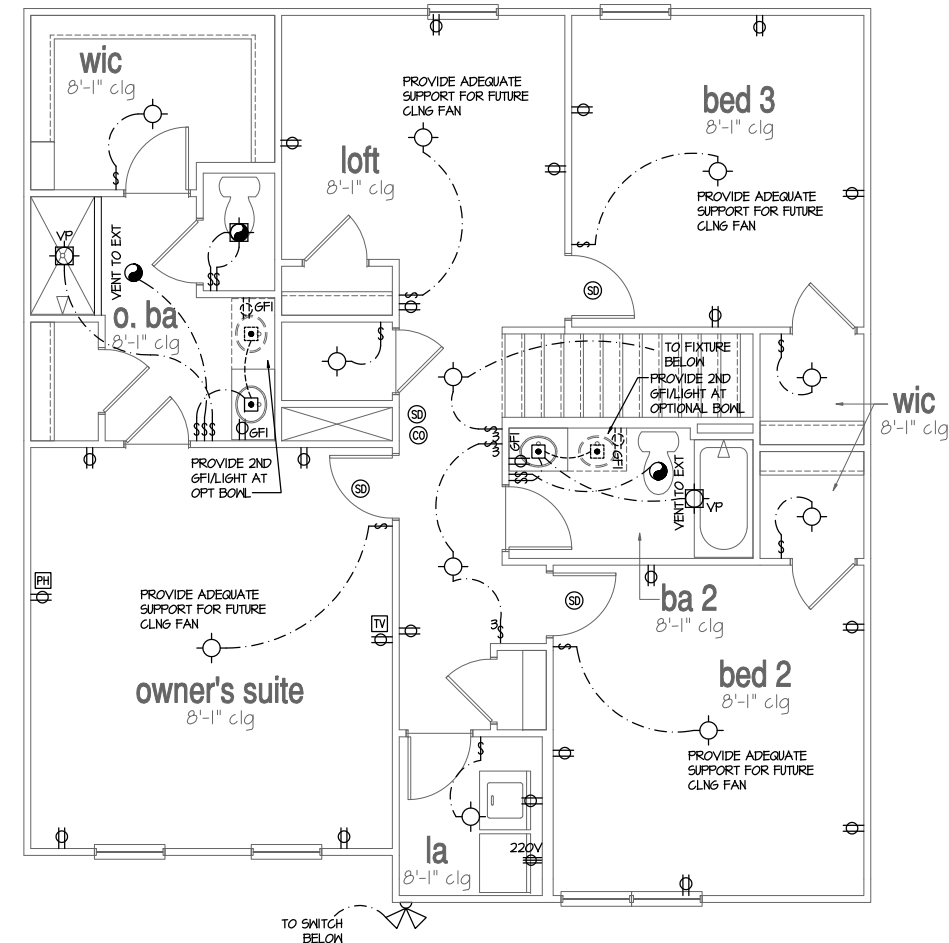 wic
8'-1" clg
PROVIDE ADEQUATE
SUPPORT FOR FUTURE
CLNG FAN
loft
8'-1" clg
bed 3
8'-1" clg
PROVIDE ADEQUATE
SUPPORT FOR FUTURE
CLNG FAN
$
$
VP
VENT TO EXT
$$
SD
o. ba
8'-1" clg
GFI
$
$
$
TO FIXTURE
BELOW
PROVIDE 2ND
GFI/LIGHT AT
OPTIONAL BOWL
wic
8'-1" clg
SD
CO
$
3
$
3
GFI
GFI
$$$
GFI
PROVIDE 2ND
GFI/LIGHT AT
OPT BOWL
SD
$
$
VENT TO EXT
VP
$
$
PH
PROVIDE ADEQUATE
SUPPORT FOR FUTURE
CLNG FAN
TV
3
$
SD
ba 2
8'-1" clg
$
owner's suite
8'-1" clg
bed 2
8'-1" clg
PROVIDE ADEQUATE
SUPPORT FOR FUTURE
CLNG FAN
$
la
8'-1" clg
220V
TO SWITCH
BELOW